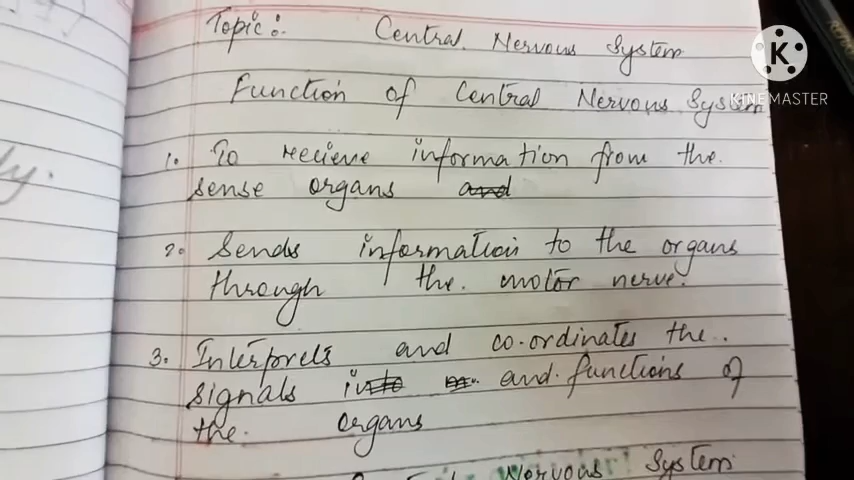 Topic:- Central Nervous System
Function of Central Nervous System
1. To recieve information from the
sense organs and
2. Sends information to the organs
through the motor nerve.
3. Interprets and co-ordinates the
signals into and functions of
the organs
Nervous System
K
KINEMASTER